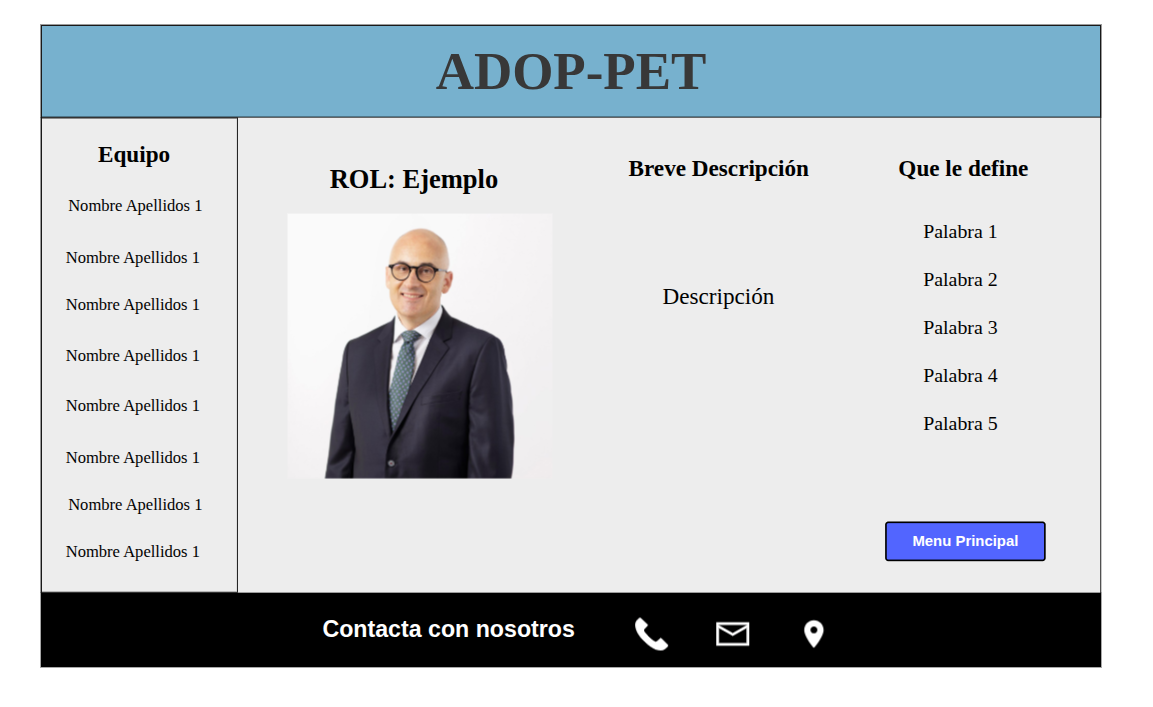 ADOP-PET
Equipo
Nombre Apellidos 1
Nombre Apellidos 1
Nombre Apellidos 1
Nombre Apellidos 1
Nombre Apellidos 1
Nombre Apellidos 1
Nombre Apellidos 1
Nombre Apellidos 1
ROL: Ejemplo
Breve Descripción
Descripción
Que le define
Palabra 1
Palabra 2
Palabra 3
Palabra 4
Palabra 5
Menu Principal
Contacta con nosotros